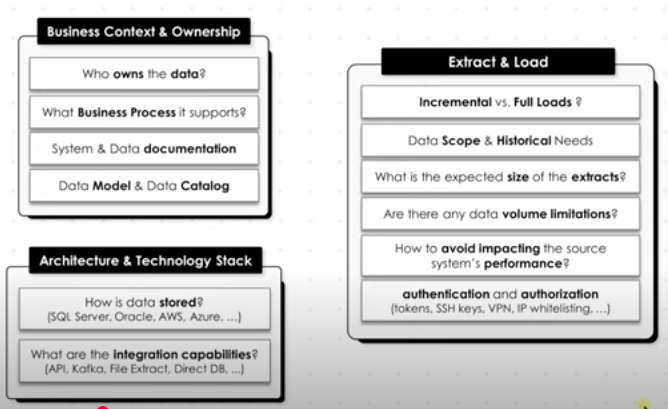 Business Context & Ownership
Who owns the data?
What Business Process it supports?
System & Data documentation
Data Model & Data Catalog
Architecture & Technology Stack
How is data stored?
(SQL Server, Oracle, AWS, Azure, ...)
What are the integration capabilities?
(API, Kafka, File Extract, Direct DB, ...)
Extract & Load
Incremental vs. Full Loads ?
Data Scope & Historical Needs
What is the expected size of the extracts?
Are there any data volume limitations?
How to avoid impacting the source
system's performance?
authentication and authorization
(tokens, SSH keys, VPN, IP whitelisting, ...)